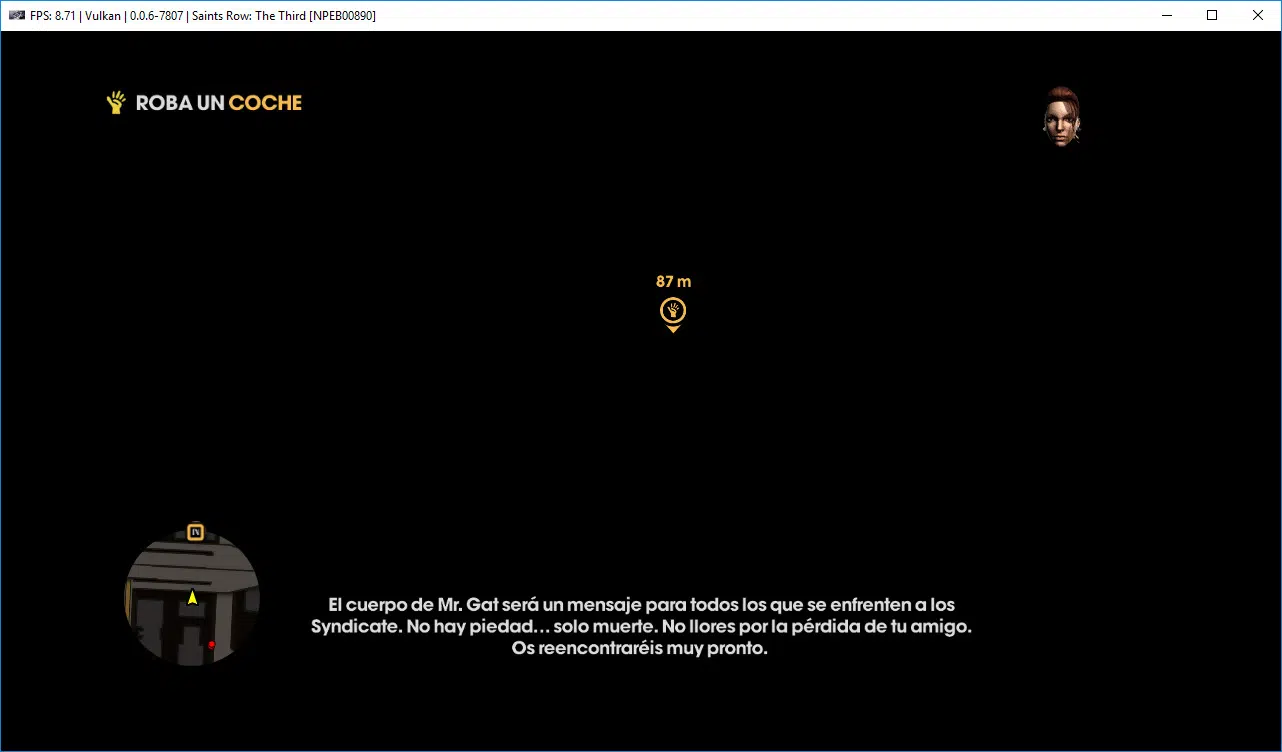 FPS: 8.71 | Vulkan | 0.0.6-7807 | Saints Row: The Third [NPEB00890]
ROBA UN COCHE
87 m
N
El cuerpo de Mr. Gat será un mensaje para todos los que se enfrenten a los
Syndicate. No hay piedad... solo muerte. No llores por la pérdida de tu amigo.
Os reencontraréis muy pronto.